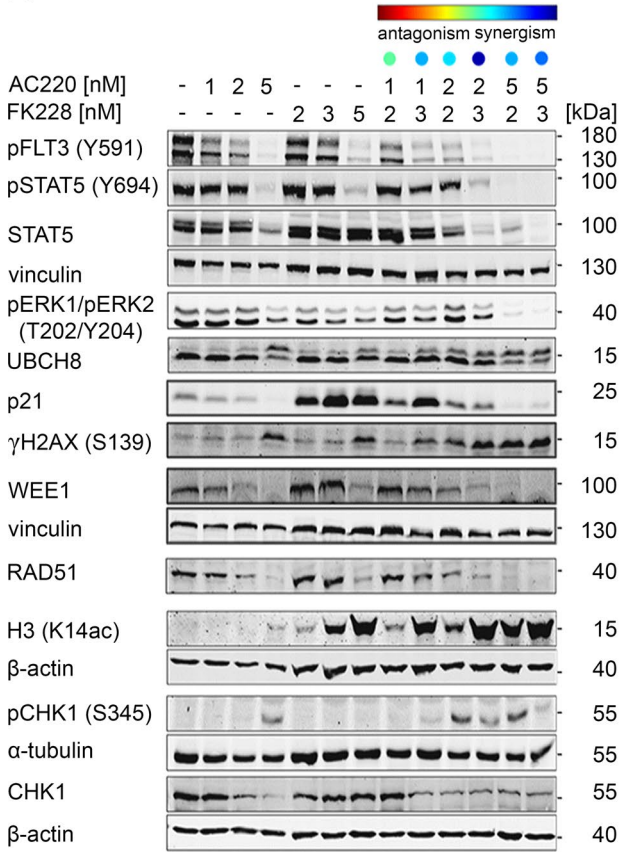 antagonism synergism
AC220 [nM] - 1 2 5 - - - 1 1 2 2 5 5
FK228 [nM] - - - - 2 3 5 2 3 2 3 2 3 [kDa]
pFLT3 (Y591) 180
130
pSTAT5 (Y694) 100
STAT5 100
vinculin 130
pERK1/pERK2 40
(T202/Y204)
UBCH8 15
p21 25
γH2AX (S139) 15
WEE1 100
vinculin 130
RAD51 40
H3 (K14ac) 15
β-actin 40
pCHK1 (S345) 55
α-tubulin 55
CHK1 55
β-actin 40